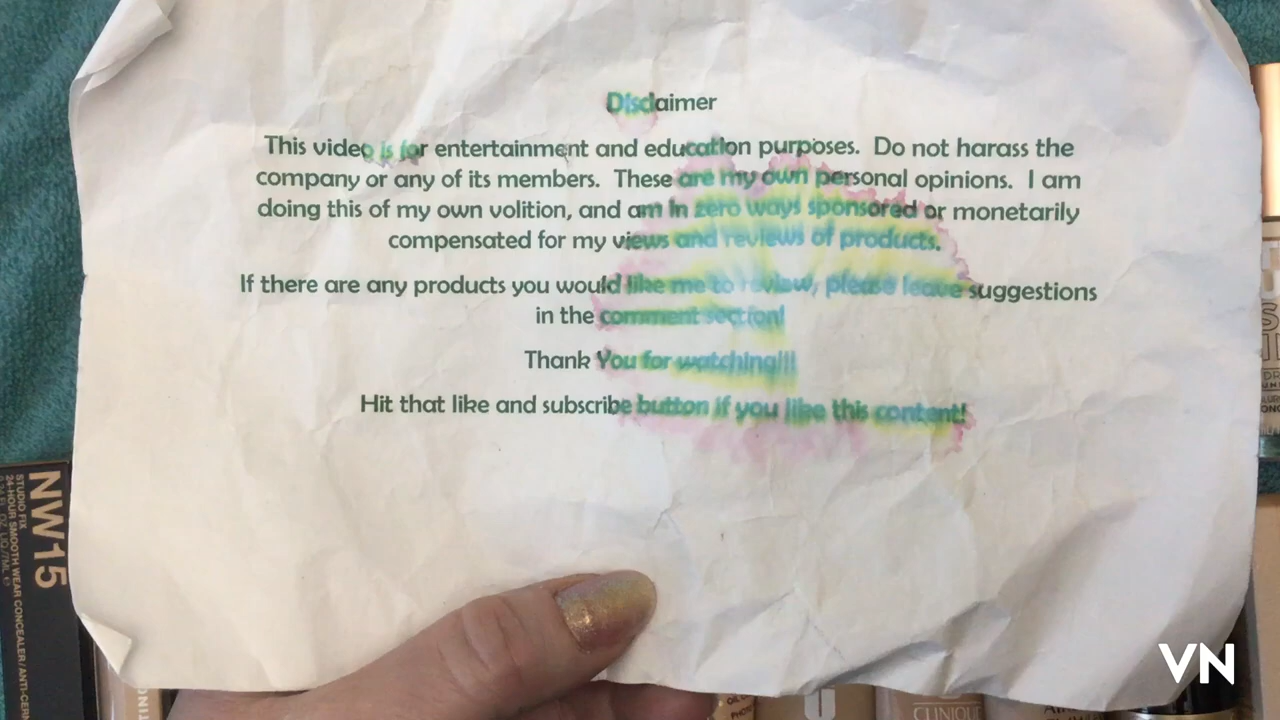 Disclaimer
This video is for entertainment and education purposes. Do not harass the
company or any of its members. These are my own personal opinions. I am
doing this of my own volition, and am in zero ways sponsored or monetarily
compensated for my views and reviews of products.
If there are any products you would like me to review, please leave suggestions
in the comment section!
Thank You for watching!!!
Hit that like and subscribe button if you like this content!
NW15
STUDIO FIX
24-HOUR SMOOTH WEAR CONCEALER/ANTI-CERN
CLINIQUE
VN